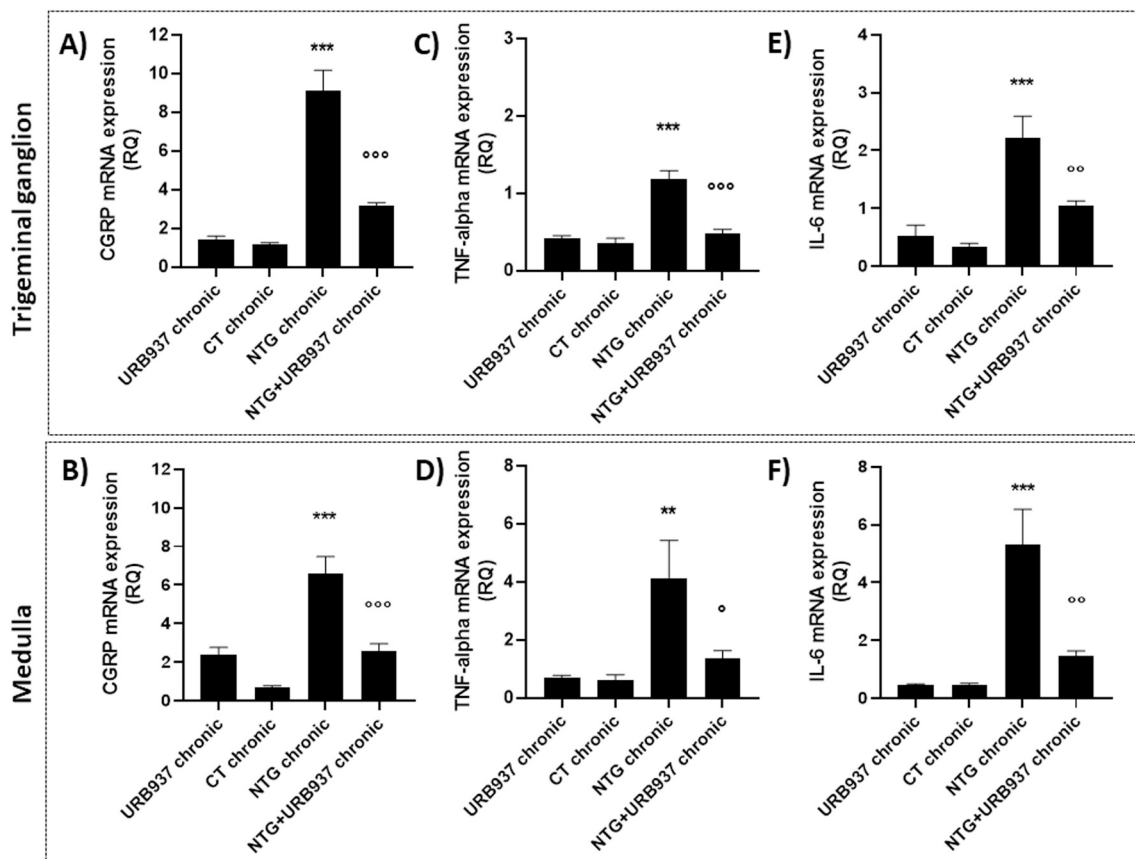 Trigeminal ganglion
A)
CGRP mRNA expression
(RQ)
12
10
8
6
4
2
0
***
°°°
URB937 chronic
CT chronic
NTG chronic
NTG+URB937 chronic
C)
TNF-alpha mRNA expression
(RQ)
3
2
1
0
***
°°°
URB937 chronic
CT chronic
NTG chronic
NTG+URB937 chronic
E)
IL-6 mRNA expression
(RQ)
4
3
2
1
0
***
°°
URB937 chronic
CT chronic
NTG chronic
NTG+URB937 chronic
Medulla
B)
CGRP mRNA expression
(RQ)
12
10
8
6
4
2
0
***
°°°
URB937 chronic
CT chronic
NTG chronic
NTG+URB937 chronic
D)
TNF-alpha mRNA expression
(RQ)
8
6
4
2
0
**
°
URB937 chronic
CT chronic
NTG chronic
NTG+URB937 chronic
F)
IL-6 mRNA expression
(RQ)
8
6
4
2
0
***
°°
URB937 chronic
CT chronic
NTG chronic
NTG+URB937 chronic